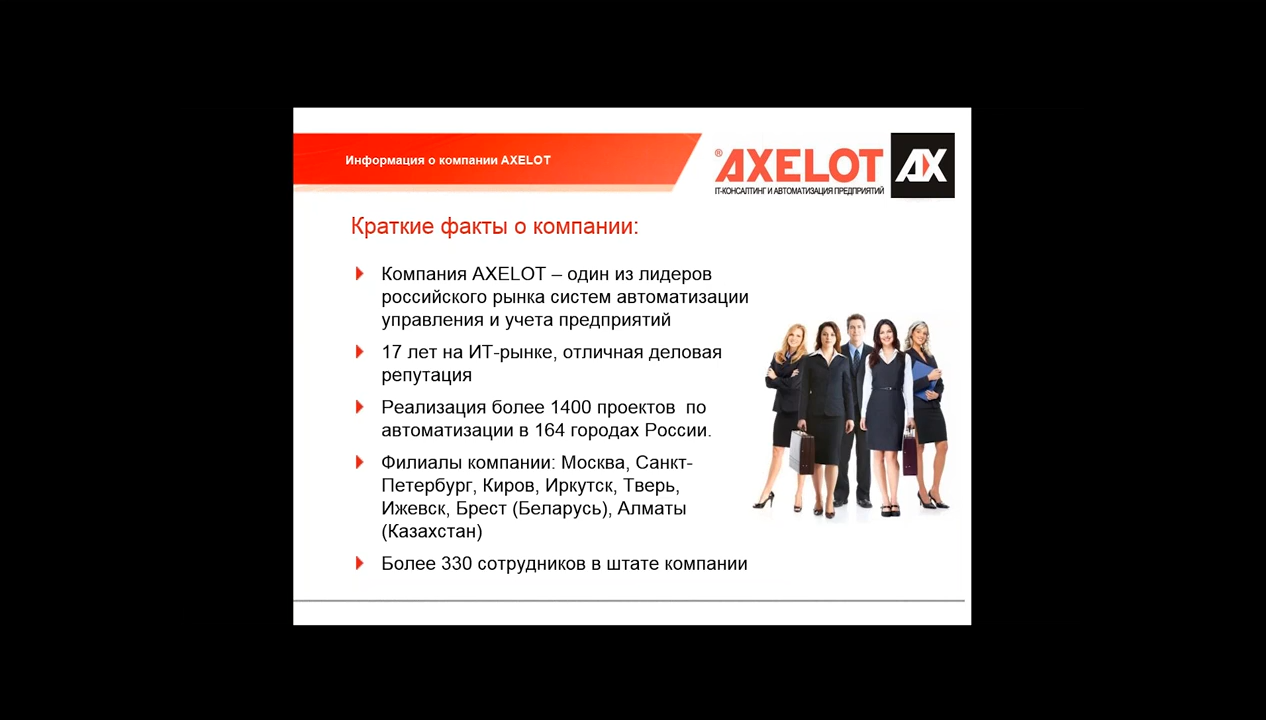 Информация о компании AXELOT
® AXELOT AX
IT-КОНСАЛТИНГ И АВТОМАТИЗАЦИЯ ПРЕДПРИЯТИЙ
Краткие факты о компании:
Компания AXELOT – один из лидеров
российского рынка систем автоматизации
управления и учета предприятий
17 лет на ИТ-рынке, отличная деловая
репутация
Реализация более 1400 проектов по
автоматизации в 164 городах России.
Филиалы компании: Москва, Санкт-
Петербург, Киров, Иркутск, Тверь,
Ижевск, Брест (Беларусь), Алматы
(Казахстан)
Более 330 сотрудников в штате компании